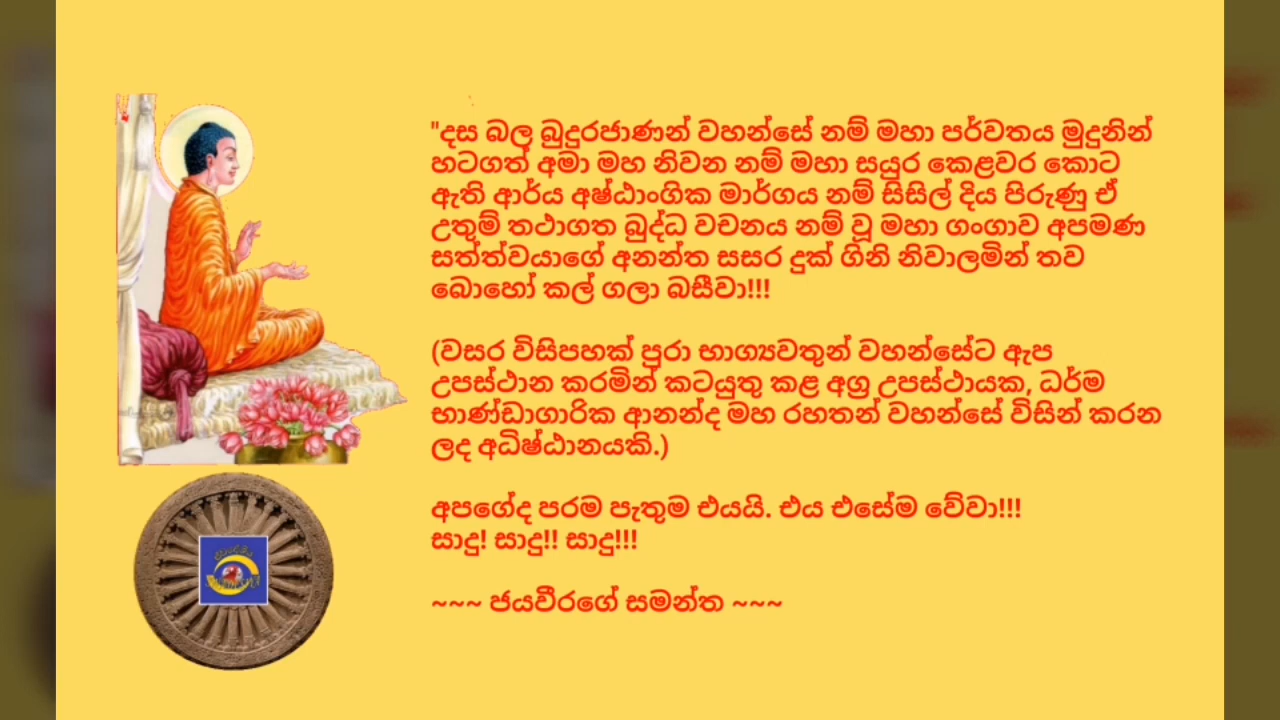 "දස බල බුදුරජාණන් වහන්සේ නම් මහා පර්වතය මුදුනින්
හටගත් අමා මහ නිවන නම් මහා සයුර කෙළවර කොට
ඇති ආර්ය අෂ්ඨාංගික මාර්ගය නම් සිසිල් දිය පිරුණු ඒ
උතුම් තථාගත බුද්ධ වචනය නම් වූ මහා ගංගාව අපමණ
සත්ත්වයාගේ අනන්ත සසර දුක් ගිනි නිවාලමින් තව
බොහෝ කල් ගලා බසීවා!!!
(වසර විසිපහක් පුරා භාග්‍යවතුන් වහන්සේට ඇප
උපස්ථාන කරමින් කටයුතු කළ අග්‍ර උපස්ථායක, ධර්ම
භාණ්ඩාගාරික ආනන්ද මහ රහතන් වහන්සේ විසින් කරන
ලද අධිෂ්ඨානයකි.)
අපගේද පරම පැතුම එයයි. එය එසේම වේවා!!!
සාදු! සාදු!! සාදු!!!
~~~ ජයවීරගේ සමන්ත ~~~